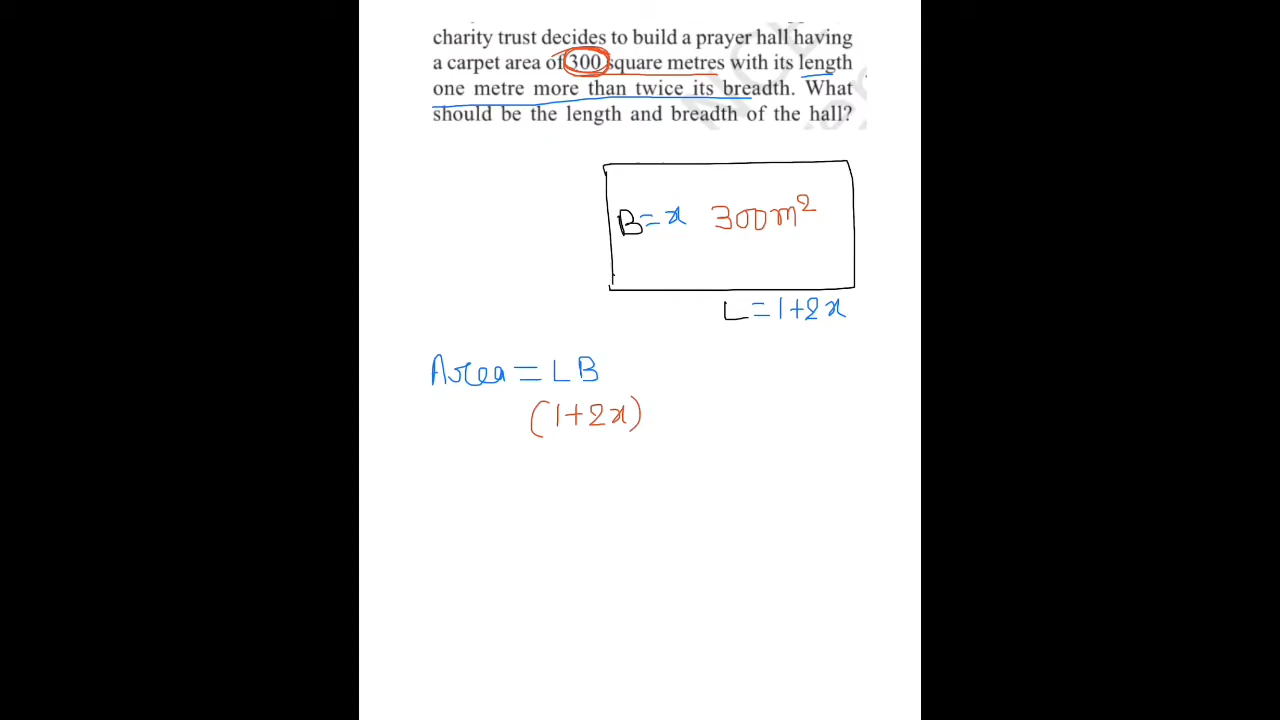 charity trust decides to build a prayer hall having
a carpet area of 300 square metres with its length
one metre more than twice its breadth. What
should be the length and breadth of the hall?
B = x 300m²
L = 1+2x
Area = LB
(1+2x)